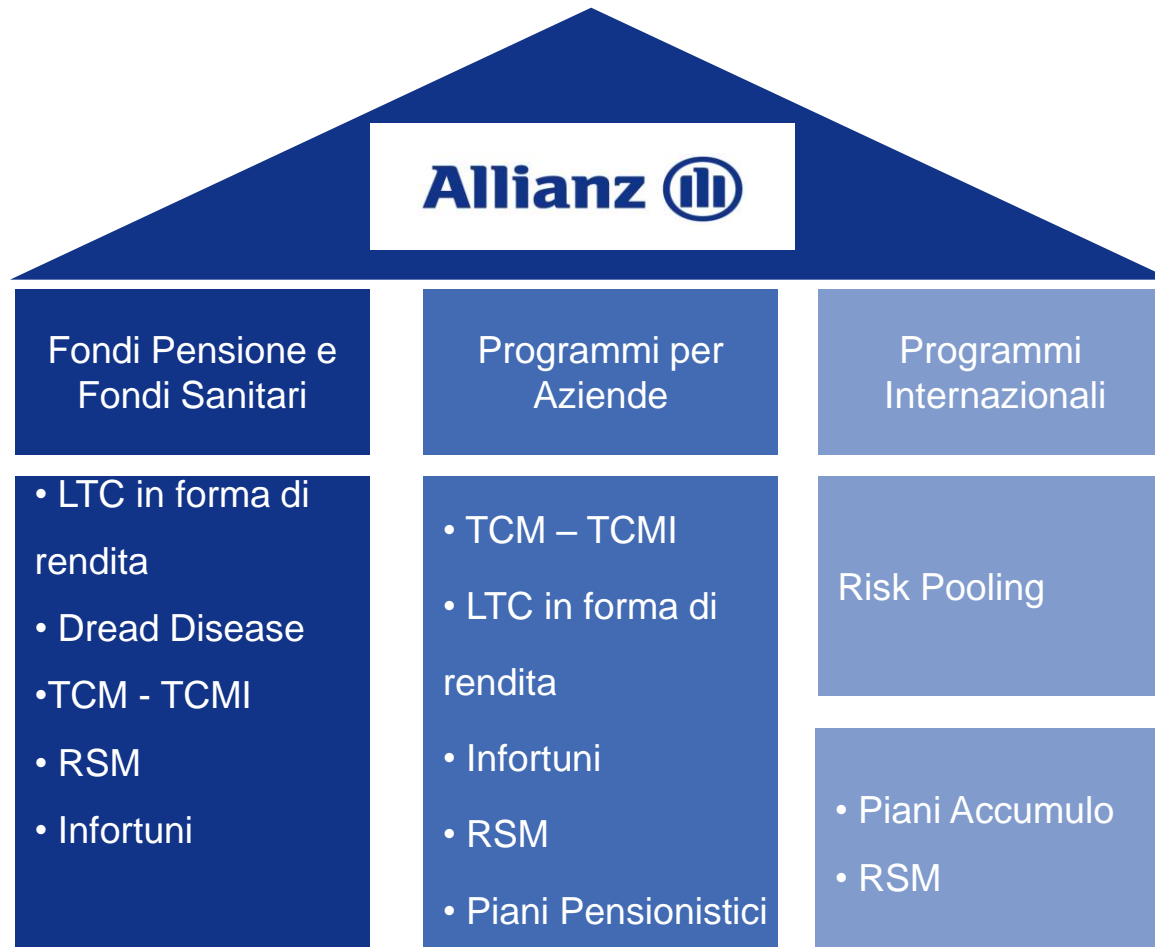 Allianz
Fondi Pensione e
Fondi Sanitari
• LTC in forma di
rendita
• Dread Disease
•TCM - TCMI
• RSM
• Infortuni
Programmi per
Aziende
• TCM – TCMI
• LTC in forma di
rendita
• Infortuni
• RSM
• Piani Pensionistici
Programmi
Internazionali
Risk Pooling
• Piani Accumulo
• RSM